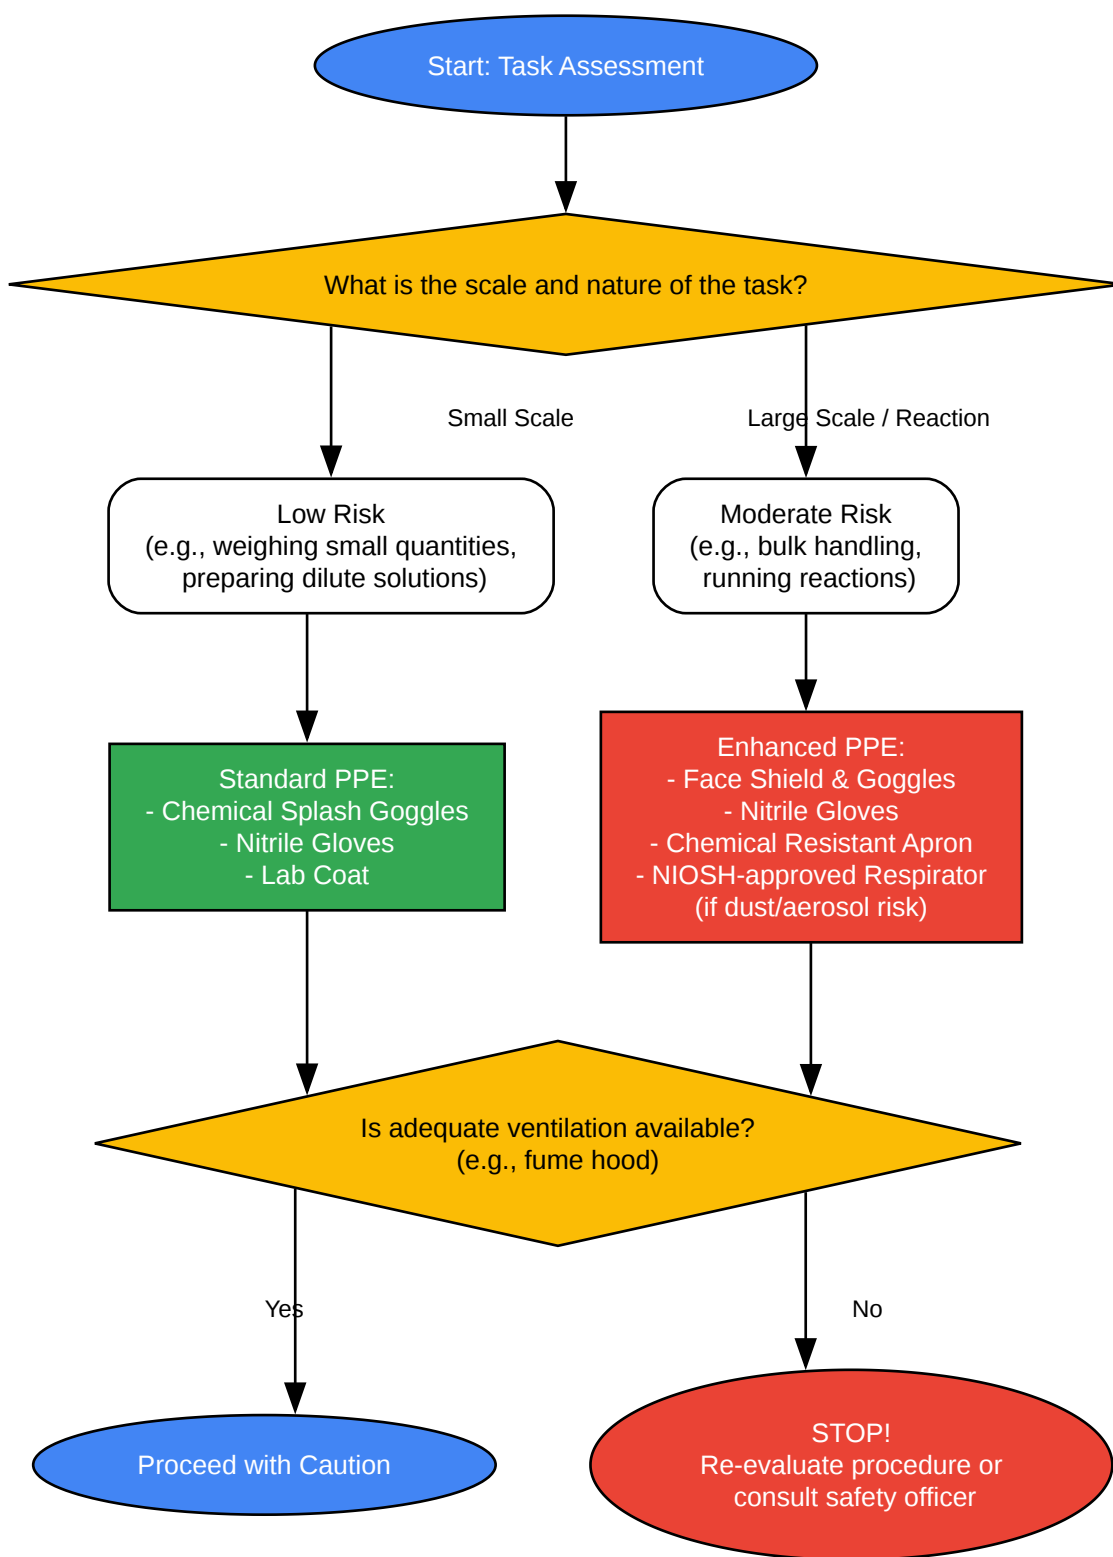 Start: Task Assessment
What is the scale and nature of the task?
Small Scale
Large Scale / Reaction
Low Risk
(e.g., weighing small quantities,
preparing dilute solutions)
Moderate Risk
(e.g., bulk handling,
running reactions)
Standard PPE:
- Chemical Splash Goggles
- Nitrile Gloves
- Lab Coat
Enhanced PPE:
- Face Shield & Goggles
- Nitrile Gloves
- Chemical Resistant Apron
- NIOSH-approved Respirator
(if dust/aerosol risk)
Is adequate ventilation available?
(e.g., fume hood)
Yes
No
Proceed with Caution
STOP!
Re-evaluate procedure or
consult safety officer